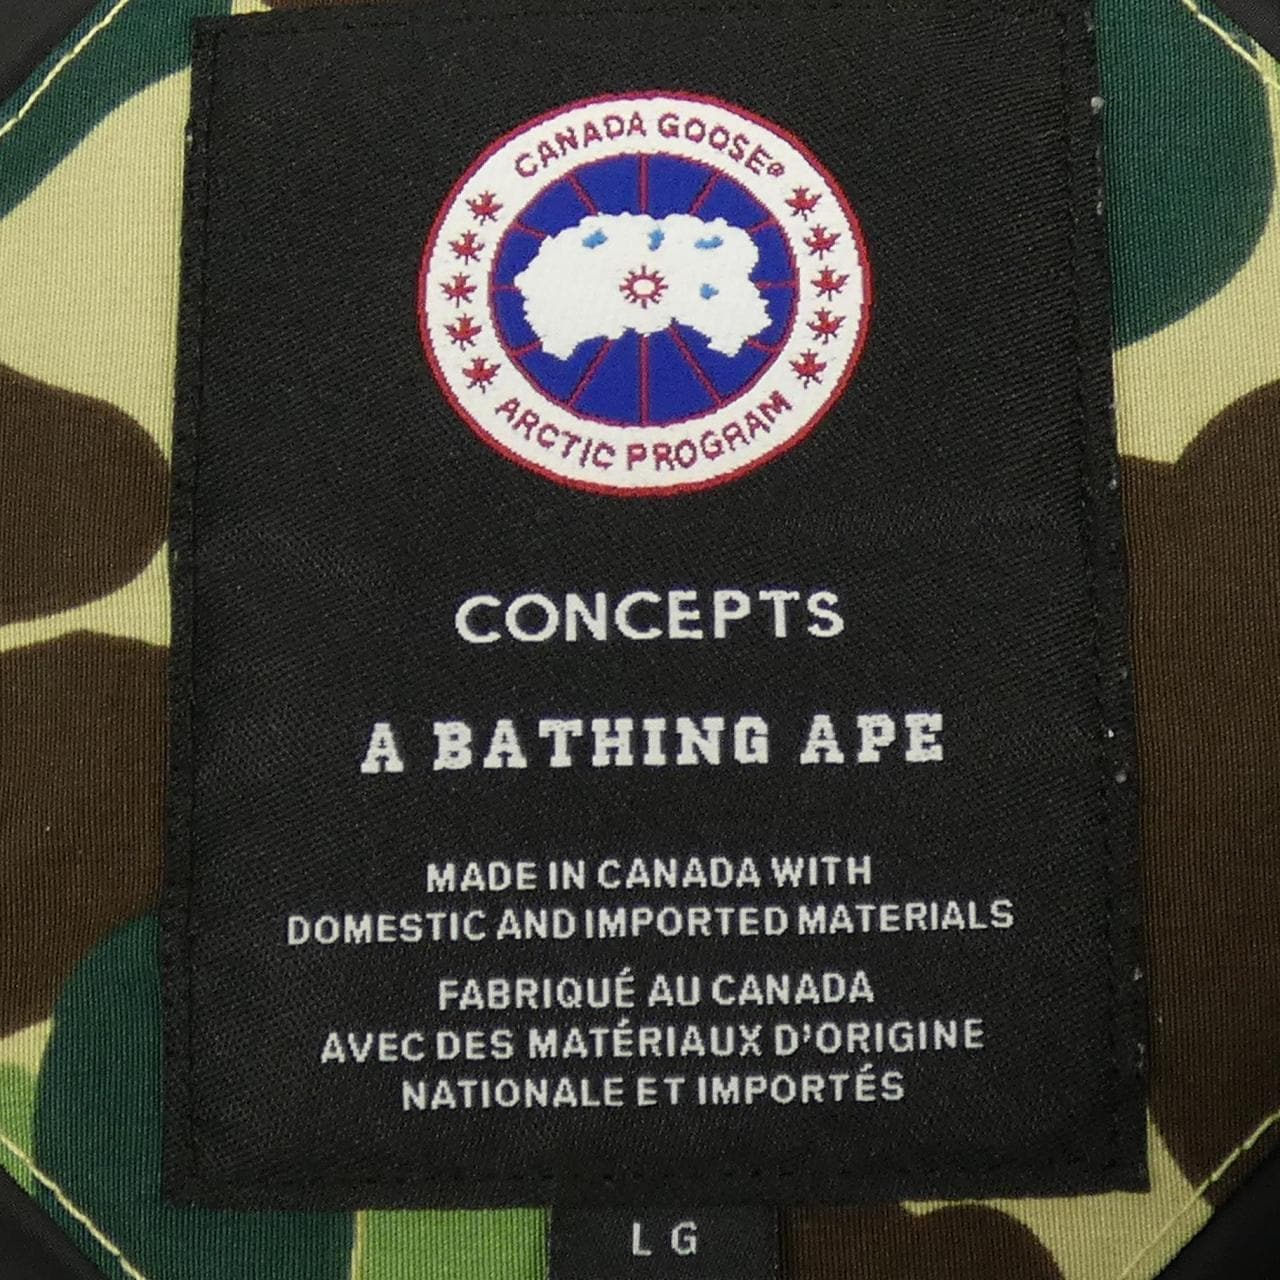 CANADA GOOSE®
ARCTIC PROGRAM
CONCEPTS
A BATHING APE
MADE IN CANADA WITH
DOMESTIC AND IMPORTED MATERIALS
FABRIQUÉ AU CANADA
AVEC DES MATÉRIAUX D'ORIGINE
NATIONALE ET IMPORTÉS
LG